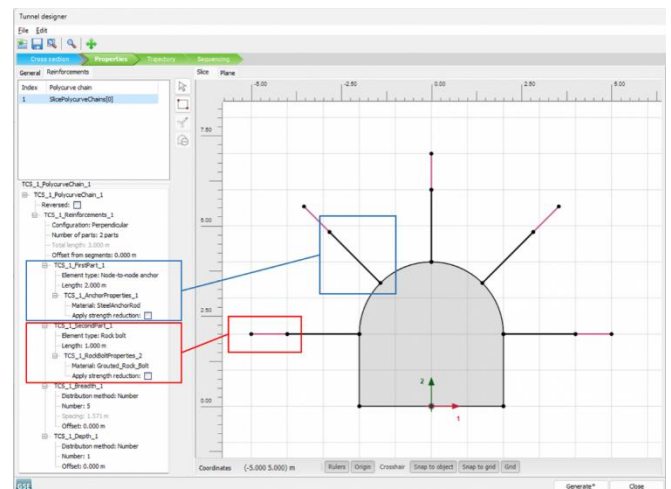 Tunnel designer
File Edit
Cross section Properties Trajectory Sequencing
General Reinforcements
Slice Plane
Index Polycurve chain
1 SlicePolycurveChains[0]
-5.00 -2.50 0.00 2.50 5.00
7.50
5.00
2.50
0.00
2
1
TCS_1_PolycurveChain_1
TCS_1_PolycurveChain_1
Reversed:
TCS_1_Reinforcements_1
Configuration: Perpendicular
Number of parts: 2 parts
Total length: 3.000 m
Offset from segments: 0.000 m
TCS_1_FirstPart_1
Element type: Node-to-node anchor
Length: 2.000 m
TCS_1_AnchorProperties_1
Material: SteelAnchorRod
Apply strength reduction:
TCS_1_SecondPart_1
Element type: Rock bolt
Length: 1.000 m
TCS_1_RockBoltProperties_2
Material: Grouted_Rock_Bolt
Apply strength reduction:
TCS_1_Breadth_1
Distribution method: Number
Number: 5
Spacing: 1.571 m
Offset: 0.000 m
TCS_1_Depth_1
Distribution method: Number
Number: 1
Offset: 0.000 m
Coordinates (-5.000 5.000) m Rulers Origin Crosshair Snap to object Snap to grid Grid
Generate* Close